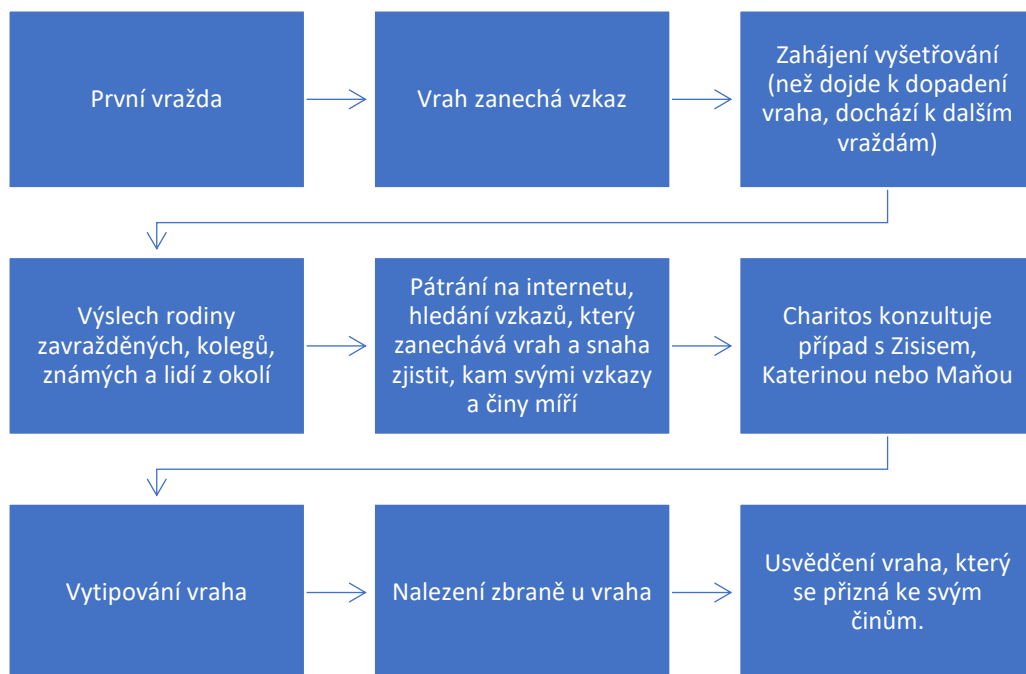 První vražda
Vrah zanechá vzkaz
Zahájení vyšetřování
(než dojde k dopadení
vraha, dochází k dalším
vraždám)
Výslech rodiny
zavražděných, kolegů,
známých a lidí z okolí
Pátrání na internetu,
hledání vzkazů, který
zanechává vrah a snaha
zjistit, kam svými vzkazy
a činy míří
Charitos konzultuje
případ s Zisisem,
Katerinou nebo Maňou
Vytipování vraha
Nalezení zbraně u vraha
Usvědčení vraha, který
se přizná ke svým
činům.